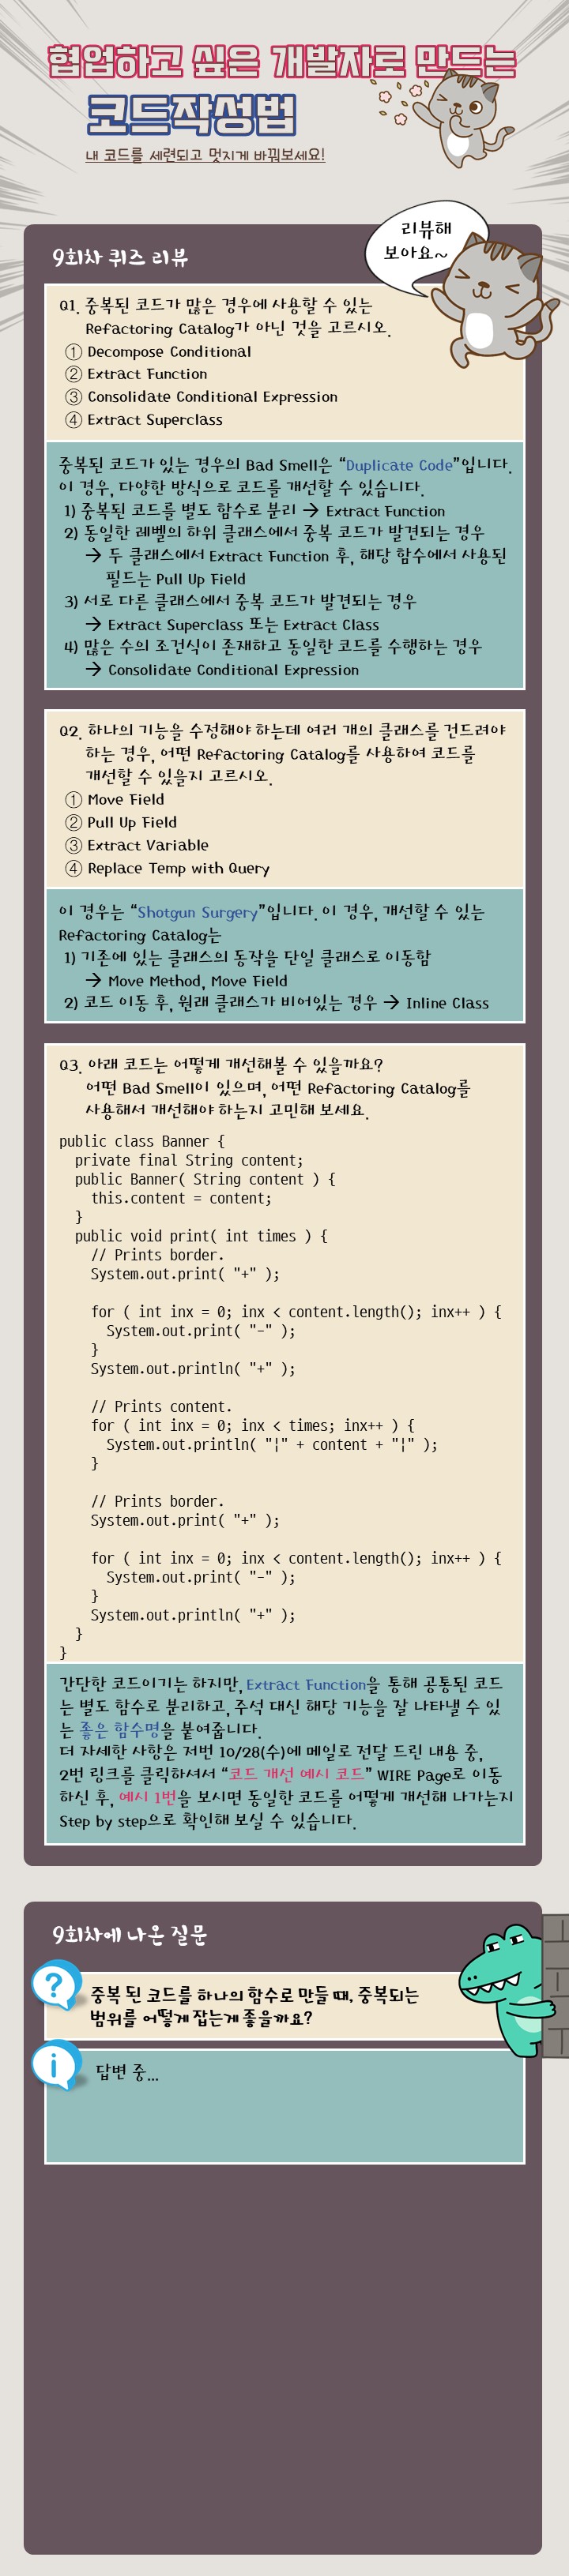 협업하고 싶은 개발자로 만드는
코드작성법
내 코드를 세련되고 멋지게 바꿔보세요!
리뷰해
보아요~
9회차 퀴즈 리뷰
Q1. 중복된 코드가 많은 경우에 사용할 수 있는
Refactoring Catalog가 아닌 것을 고르시오.
① Decompose Conditional
② Extract Function
③ Consolidate Conditional Expression
④ Extract Superclass
중복된 코드가 있는 경우의 Bad Smell은 “Duplicate Code”입니다.
이 경우, 다양한 방식으로 코드를 개선할 수 있습니다.
1) 중복된 코드를 별도 함수로 분리 → Extract Function
2) 동일한 레벨의 하위 클래스에서 중복 코드가 발견되는 경우
→ 두 클래스에서 Extract Function 후, 해당 함수에서 사용된
필드는 Pull Up Field
3) 서로 다른 클래스에서 중복 코드가 발견되는 경우
→ Extract Superclass 또는 Extract Class
4) 많은 수의 조건식이 존재하고 동일한 코드를 수행하는 경우
→ Consolidate Conditional Expression
Q2. 하나의 기능을 수정해야 하는데 여러 개의 클래스를 건드려야
하는 경우, 어떤 Refactoring Catalog를 사용하여 코드를
개선할 수 있을지 고르시오.
① Move Field
② Pull Up Field
③ Extract Variable
④ Replace Temp with Query
이 경우는 “Shotgun Surgery”입니다. 이 경우, 개선할 수 있는
Refactoring Catalog는
1) 기존에 있는 클래스의 동작을 단일 클래스로 이동함
→ Move Method, Move Field
2) 코드 이동 후, 원래 클래스가 비어있는 경우 → Inline Class
Q3. 아래 코드는 어떻게 개선해볼 수 있을까요?
어떤 Bad Smell이 있으며, 어떤 Refactoring Catalog를
사용해서 개선해야 하는지 고민해 보세요.
public class Banner {
private final String content;
public Banner( String content ) {
this.content = content;
}
public void print( int times ) {
// Prints border.
System.out.print( "+" );
for ( int inx = 0; inx < content.length(); inx++ ) {
System.out.print( "-" );
}
System.out.println( "+" );
// Prints content.
for ( int inx = 0; inx < times; inx++ ) {
System.out.println( "¦" + content + "¦" );
}
// Prints border.
System.out.print( "+" );
for ( int inx = 0; inx < content.length(); inx++ ) {
System.out.print( "-" );
}
System.out.println( "+" );
}
}
간단한 코드이기는 하지만, Extract Function을 통해 공통된 코드
는 별도 함수로 분리하고, 주석 대신 해당 기능을 잘 나타낼 수 있
는 좋은 함수명을 붙여줍니다.
더 자세한 사항은 저번 10/28(수)에 메일로 전달 드린 내용 중,
2번 링크를 클릭하셔서 “코드 개선 예시 코드” WIRE Page로 이동
하신 후, 예시 1번을 보시면 동일한 코드를 어떻게 개선해 나가는지
Step by step으로 확인해 보실 수 있습니다.
9회차에 나온 질문
?
중복 된 코드를 하나의 함수로 만들 때, 중복되는
범위를 어떻게 잡는게 좋을까요?
i
답변 중...